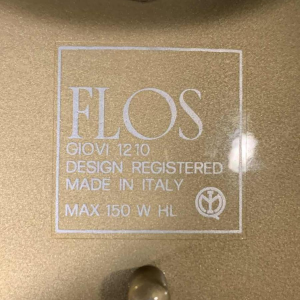 FLOS
GIOVI 1210
DESIGN REGISTERED
MADE IN ITALY
MAX 150 W HL